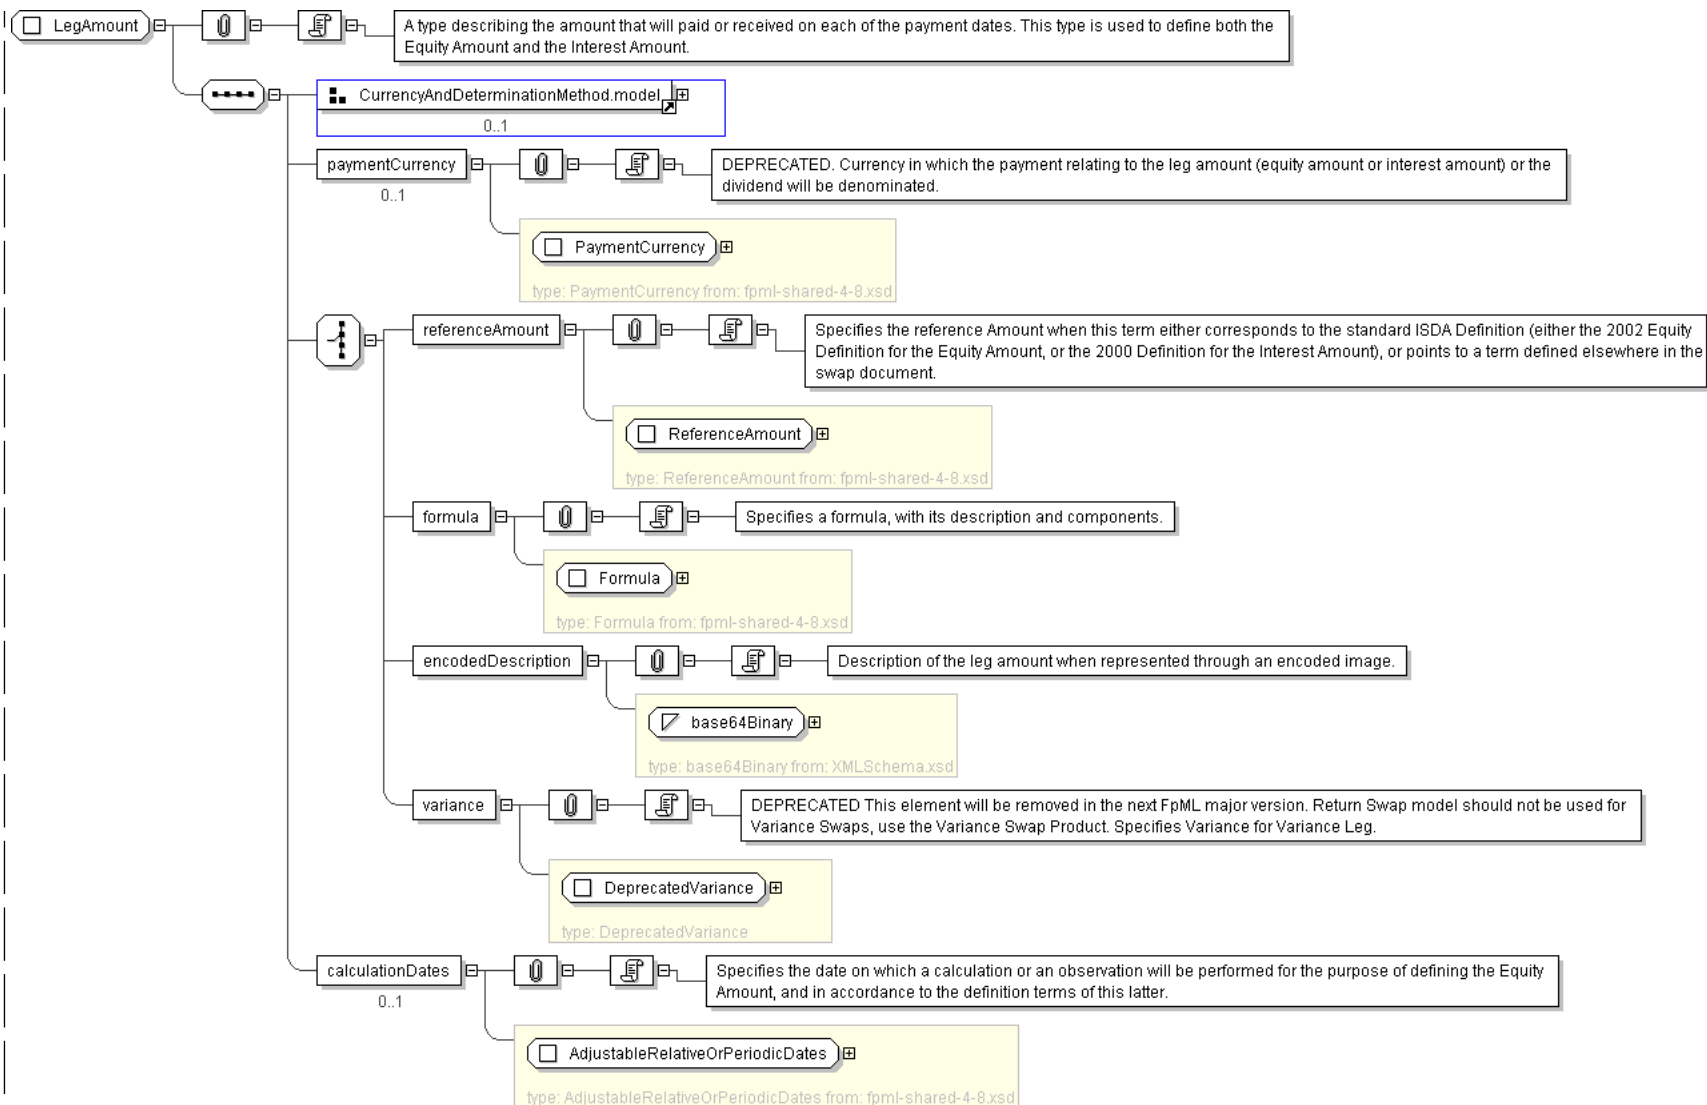 LegAmount
A type describing the amount that will paid or received on each of the payment dates. This type is used to define both the
Equity Amount and the Interest Amount.
CurrencyAndDeterminationMethod.model
0..1
paymentCurrency
DEPRECATED. Currency in which the payment relating to the leg amount (equity amount or interest amount) or the
dividend will be denominated.
0..1
PaymentCurrency
type: PaymentCurrency from: fpml-shared-4-8.xsd
referenceAmount
Specifies the reference Amount when this term either corresponds to the standard ISDA Definition (either the 2002 Equity
Definition for the Equity Amount, or the 2000 Definition for the Interest Amount), or points to a term defined elsewhere in the
swap document.
ReferenceAmount
type: ReferenceAmount from: fpml-shared-4-8.xsd
formula
Specifies a formula, with its description and components.
Formula
type: Formula from: fpml-shared-4-8.xsd
encodedDescription
Description of the leg amount when represented through an encoded image.
base64Binary
type: base64Binary from: XMLSchema.xsd
variance
DEPRECATED This element will be removed in the next FpML major version. Return Swap model should not be used for
Variance Swaps, use the Variance Swap Product. Specifies Variance for Variance Leg.
DeprecatedVariance
type: DeprecatedVariance
calculationDates
Specifies the date on which a calculation or an observation will be performed for the purpose of defining the Equity
Amount, and in accordance to the definition terms of this latter.
0..1
AdjustableRelativeOrPeriodicDates
type: AdjustableRelativeOrPeriodicDates from: fpml-shared-4-8.xsd